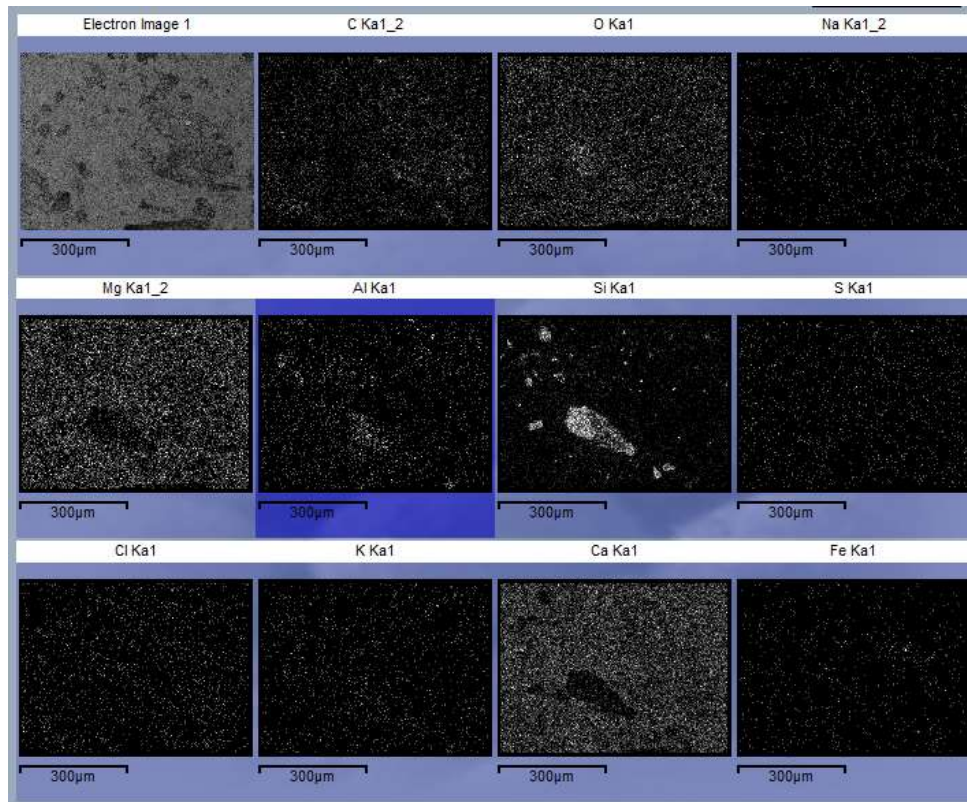 Electron Image 1
C Ka1_2
O Ka1
Na Ka1_2
300µm
300µm
300µm
300µm
Mg Ka1_2
Al Ka1
Si Ka1
S Ka1
300µm
300µm
300µm
300µm
Cl Ka1
K Ka1
Ca Ka1
Fe Ka1
300µm
300µm
300µm
300µm